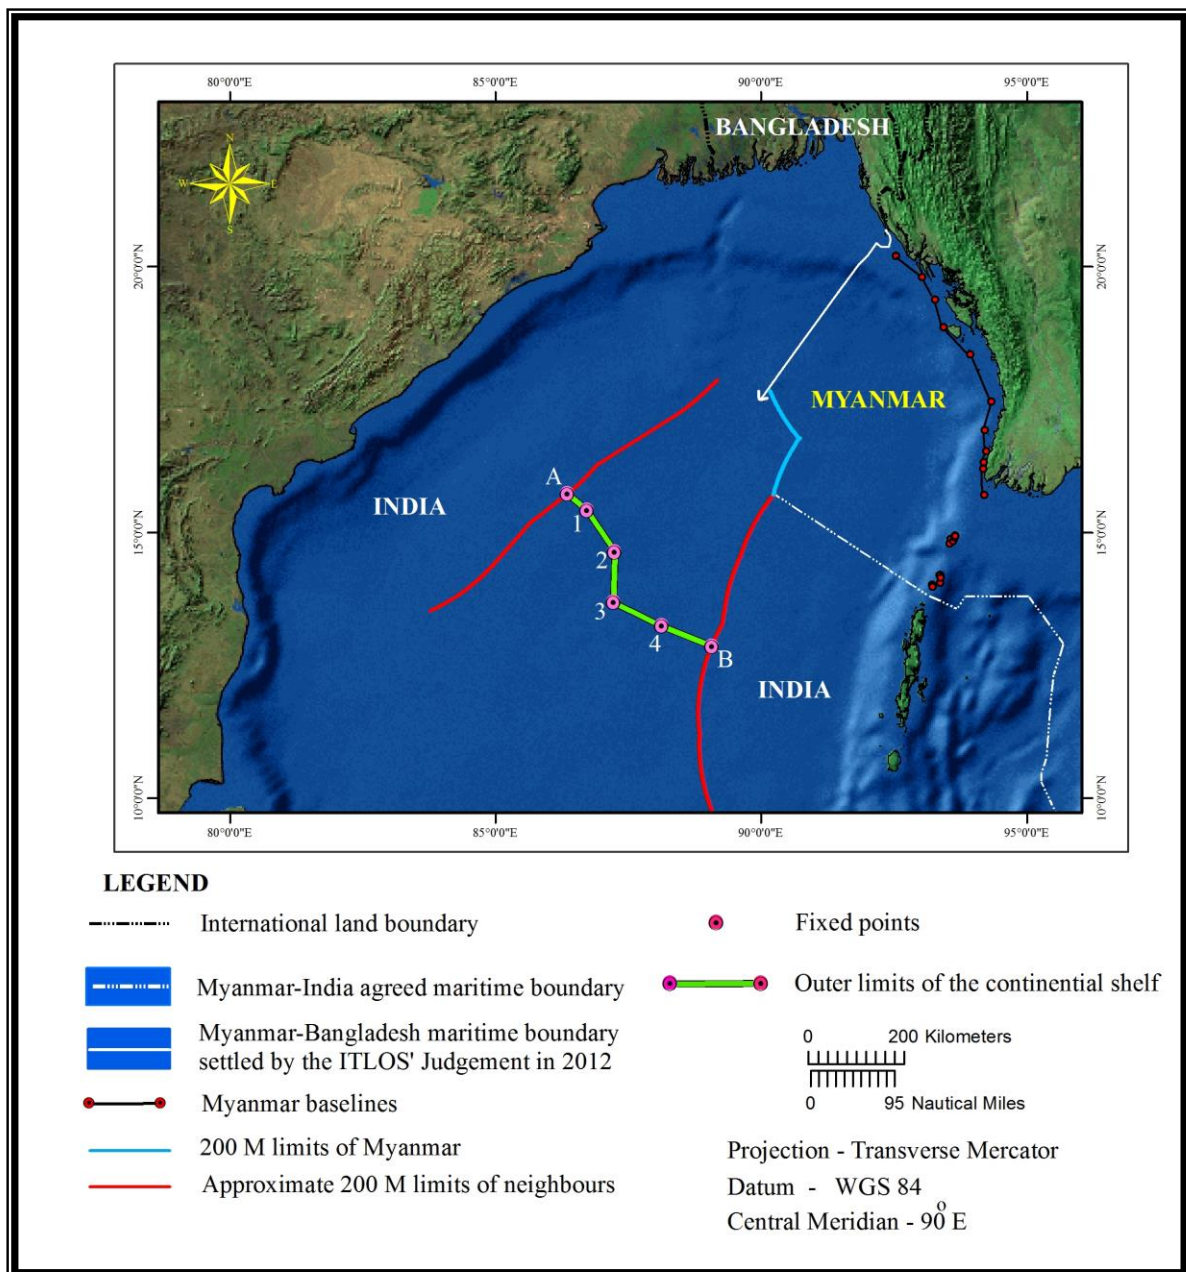 80°0'0"E 85°0'0"E 90°0'0"E 95°0'0"E
BANGLADESH
N
W E
S
20°0'0"N 20°0'0"N
MYANMAR
A
INDIA
1
15°0'0"N 15°0'0"N
2
3
4
B
INDIA
10°0'0"N 10°0'0"N
80°0'0"E 85°0'0"E 90°0'0"E 95°0'0"E
LEGEND
International land boundary
Myanmar-India agreed maritime boundary
Myanmar-Bangladesh maritime boundary
settled by the ITLOS' Judgement in 2012
Myanmar baselines
200 M limits of Myanmar
Approximate 200 M limits of neighbours
Fixed points
Outer limits of the continential shelf
0 200 Kilometers
0 95 Nautical Miles
Projection - Transverse Mercator
Datum - WGS 84
Central Meridian - 90° E